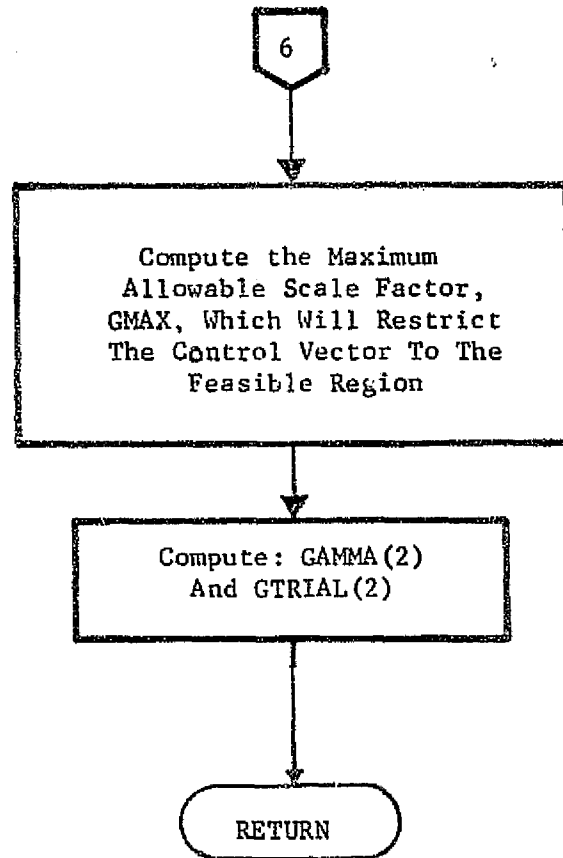 6
Compute the Maximum
Allowable Scale Factor,
GMAX, Which Will Restrict
The Control Vector To The
Feasible Region
Compute: GAMMA(2)
And GTRIAL(2)
RETURN